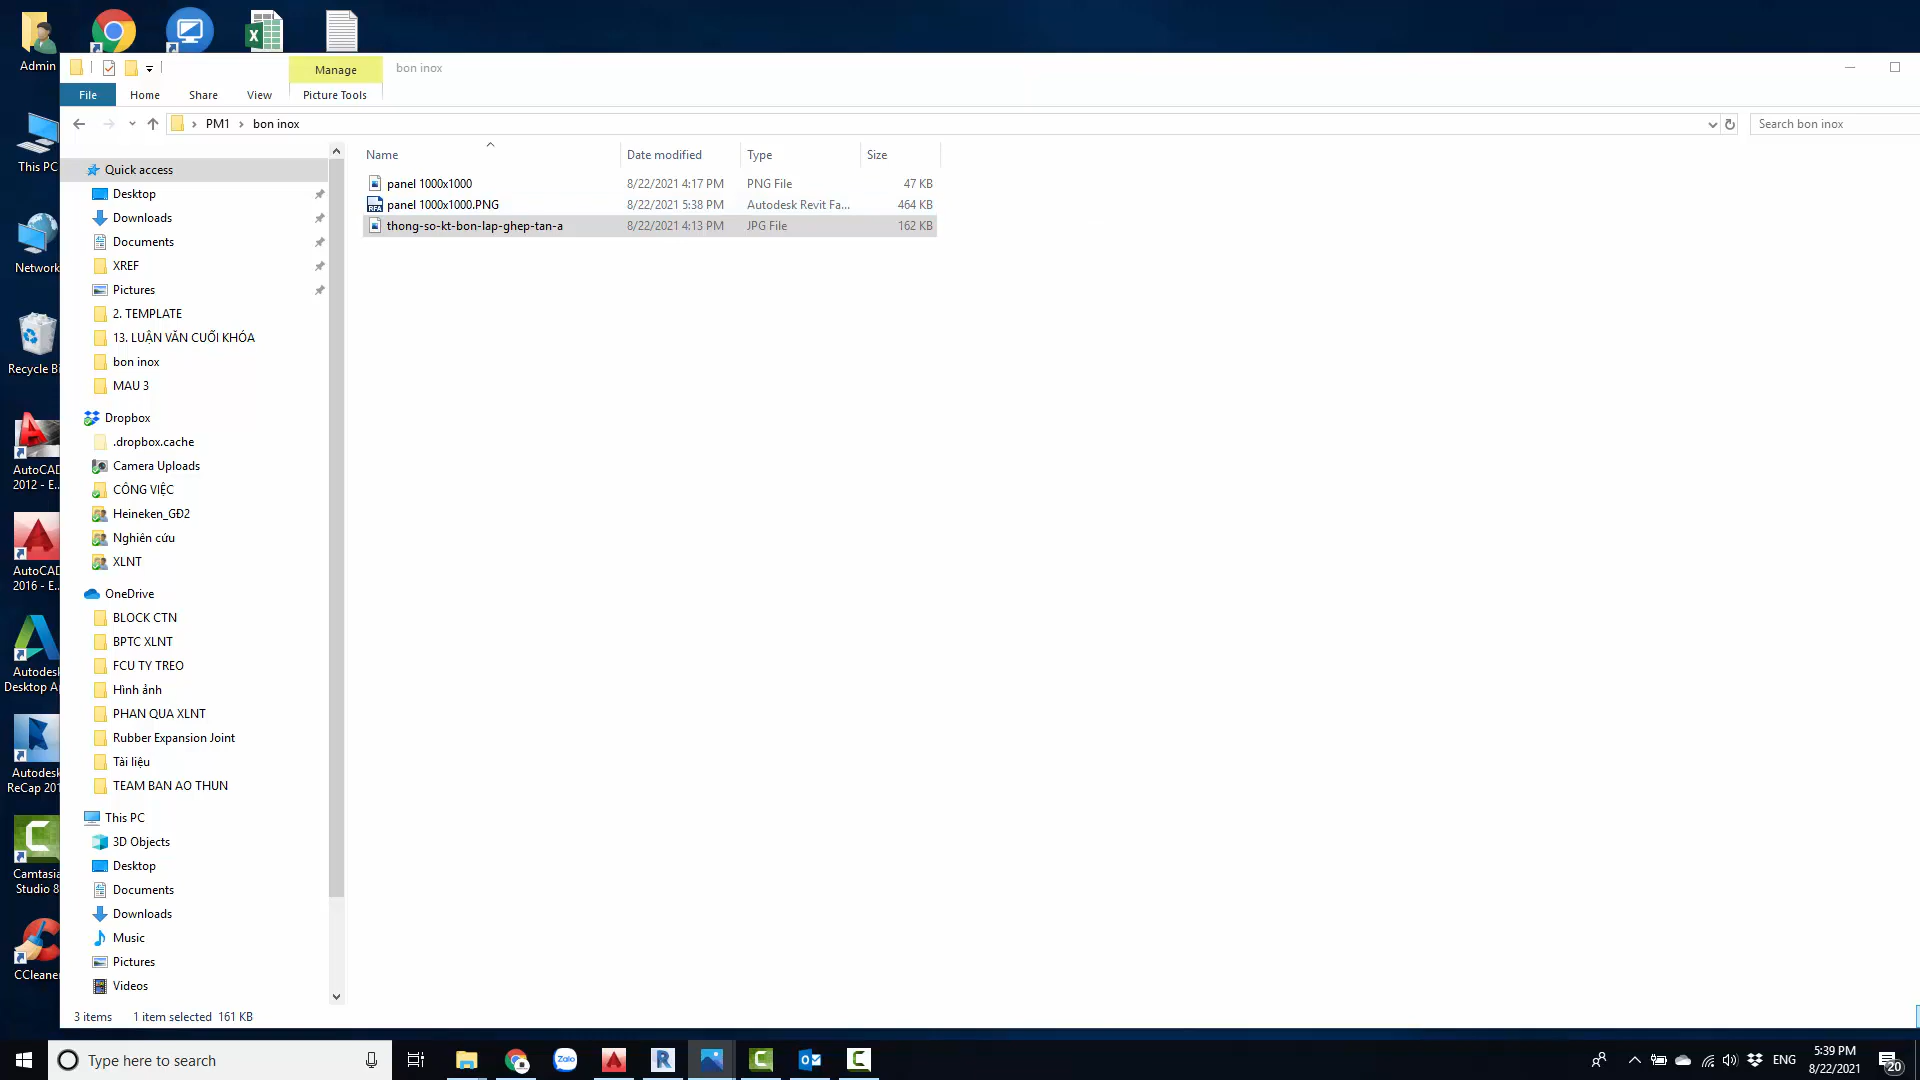 Admin
This PC
Network
Recycle Bi
AutoCAD
2012 - E...
AutoCAD
2016 - E...
Autodesk
Desktop Ap
Autodesk
ReCap 201
Camtasia
Studio 8
CCleaner
Manage
bon inox
File
Home
Share
View
Picture Tools
PM1 > bon inox
Search bon inox
Quick access
Desktop
Downloads
Documents
XREF
Pictures
2. TEMPLATE
13. LUẬN VĂN CUỐI KHÓA
bon inox
MAU 3
Dropbox
.dropbox.cache
Camera Uploads
CÔNG VIỆC
Heineken_GĐ2
Nghiên cứu
XLNT
OneDrive
BLOCK CTN
BPTC XLNT
FCU TY TREO
Hình ảnh
PHAN QUA XLNT
Rubber Expansion Joint
Tài liệu
TEAM BAN AO THUN
This PC
3D Objects
Desktop
Documents
Downloads
Music
Pictures
Videos
Name Date modified Type Size
panel 1000x1000 8/22/2021 4:17 PM PNG File 47 KB
panel 1000x1000.PNG 8/22/2021 5:38 PM Autodesk Revit Fa... 464 KB
thong-so-kt-bon-lap-ghep-tan-a 8/22/2021 4:13 PM JPG File 162 KB
3 items 1 item selected 161 KB
Type here to search
Zalo
ENG
5:39 PM
8/22/2021
20